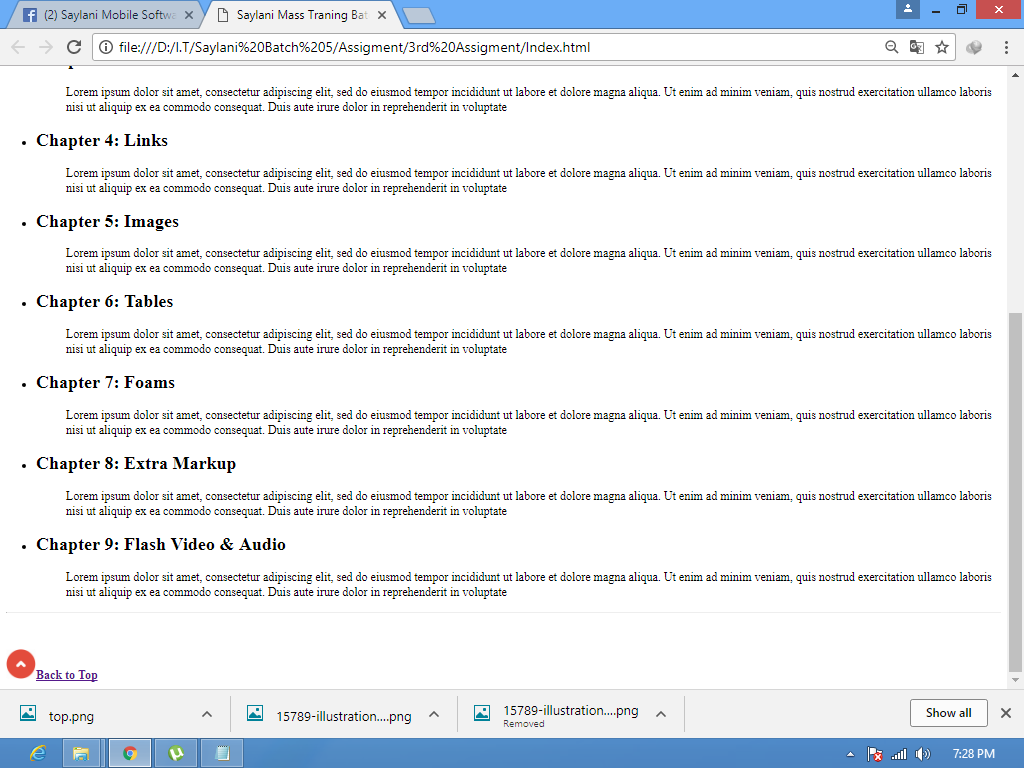 (2) Saylani Mobile Softwa
Saylani Mass Traning Bat
file:///D:/I.T/Saylani%20Batch%205/Assigment/3rd%20Assigment/Index.html
Lorem ipsum dolor sit amet, consectetur adipiscing elit, sed do eiusmod tempor incididunt ut labore et dolore magna aliqua. Ut enim ad minim veniam, quis nostrud exercitation ullamco laboris
nisi ut aliquip ex ea commodo consequat. Duis aute irure dolor in reprehenderit in voluptate
Chapter 4: Links
Lorem ipsum dolor sit amet, consectetur adipiscing elit, sed do eiusmod tempor incididunt ut labore et dolore magna aliqua. Ut enim ad minim veniam, quis nostrud exercitation ullamco laboris
nisi ut aliquip ex ea commodo consequat. Duis aute irure dolor in reprehenderit in voluptate
Chapter 5: Images
Lorem ipsum dolor sit amet, consectetur adipiscing elit, sed do eiusmod tempor incididunt ut labore et dolore magna aliqua. Ut enim ad minim veniam, quis nostrud exercitation ullamco laboris
nisi ut aliquip ex ea commodo consequat. Duis aute irure dolor in reprehenderit in voluptate
Chapter 6: Tables
Lorem ipsum dolor sit amet, consectetur adipiscing elit, sed do eiusmod tempor incididunt ut labore et dolore magna aliqua. Ut enim ad minim veniam, quis nostrud exercitation ullamco laboris
nisi ut aliquip ex ea commodo consequat. Duis aute irure dolor in reprehenderit in voluptate
Chapter 7: Foams
Lorem ipsum dolor sit amet, consectetur adipiscing elit, sed do eiusmod tempor incididunt ut labore et dolore magna aliqua. Ut enim ad minim veniam, quis nostrud exercitation ullamco laboris
nisi ut aliquip ex ea commodo consequat. Duis aute irure dolor in reprehenderit in voluptate
Chapter 8: Extra Markup
Lorem ipsum dolor sit amet, consectetur adipiscing elit, sed do eiusmod tempor incididunt ut labore et dolore magna aliqua. Ut enim ad minim veniam, quis nostrud exercitation ullamco laboris
nisi ut aliquip ex ea commodo consequat. Duis aute irure dolor in reprehenderit in voluptate
Chapter 9: Flash Video & Audio
Lorem ipsum dolor sit amet, consectetur adipiscing elit, sed do eiusmod tempor incididunt ut labore et dolore magna aliqua. Ut enim ad minim veniam, quis nostrud exercitation ullamco laboris
nisi ut aliquip ex ea commodo consequat. Duis aute irure dolor in reprehenderit in voluptate
Back to Top
top.png
15789-illustration....png
15789-illustration....png
Removed
Show all
7:28 PM